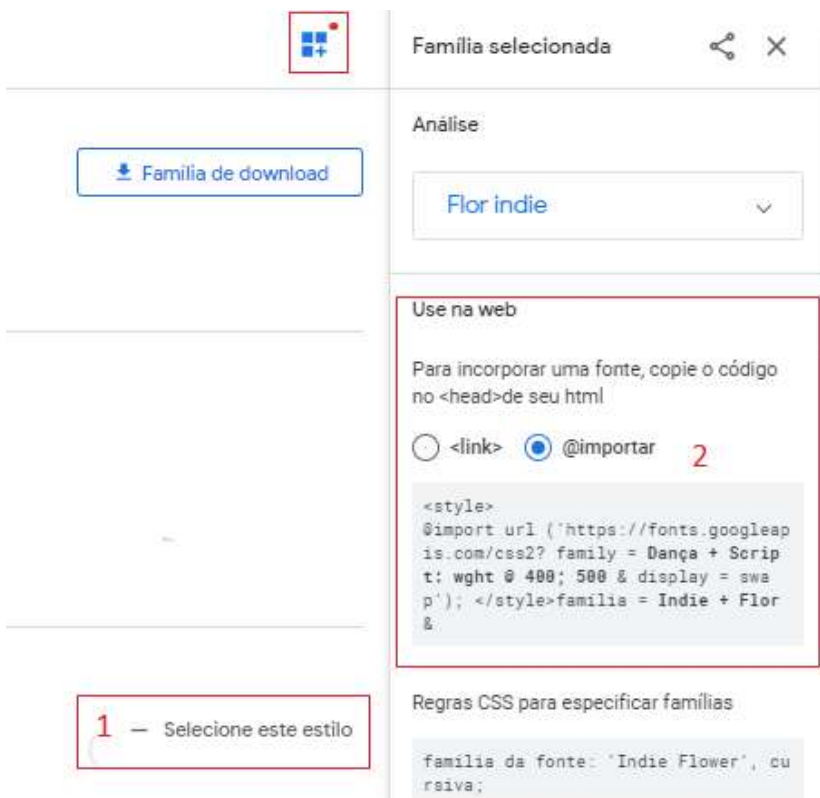 Família selecionada
Análise
Família de download
Flor indie
Use na web
Para incorporar uma fonte, copie o código
no <head>de seu html
<link> @importar 2
<style>
@import url ('https://fonts.googleap
is.com/css2? family = Dança + Scrip
t: wght @ 400; 500 & display = swa
p'); </style>família = Indie + Flor
&
Regras CSS para especificar famílias
1 — Selecione este estilo
família da fonte: 'Indie Flower', cu
rsiva;